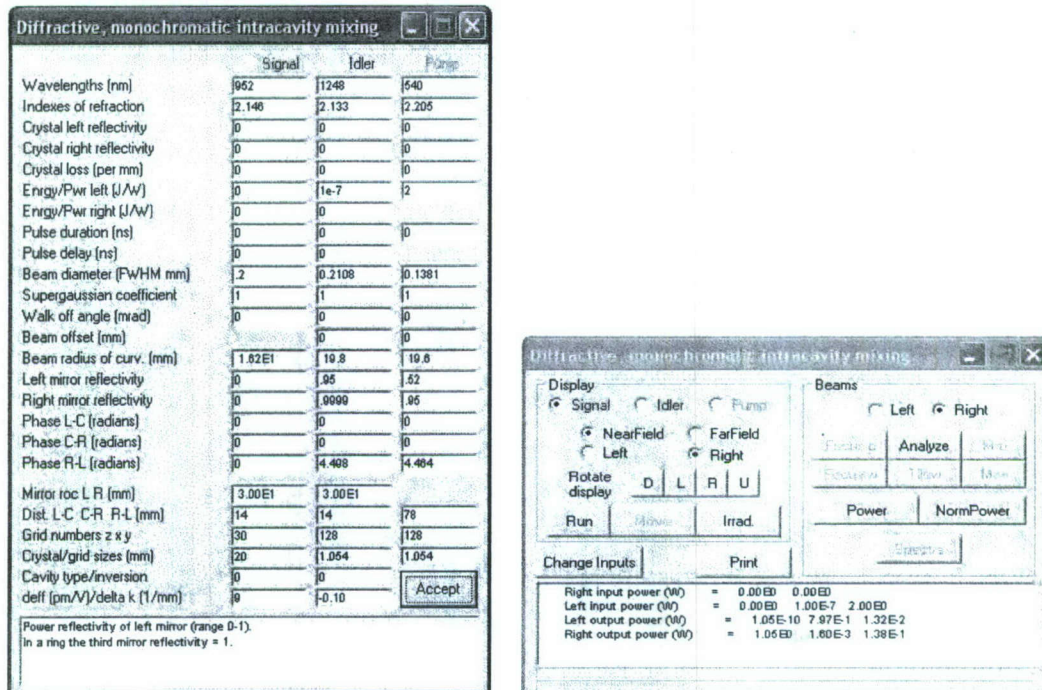 Diffractive, monochromatic intracavity mixing
Signal Idler Pump
Wavelengths (nm) 952 1248 540
Indexes of refraction 2.146 2.133 2.205
Crystal left reflectivity 0 0 0
Crystal right reflectivity 0 0 0
Crystal loss (per mm) 0 0 0
Enrgy/Pwr left (J/W) 0 1e-7 2
Enrgy/Pwr right (J/W) 0 0
Pulse duration (ns) 0 0 0
Pulse delay (ns) 0 0
Beam diameter (FWHM mm) .2 0.2108 0.1381
Supergaussian coefficient 1 1 1
Walk off angle (mrad) 0 0 0
Beam offset (mm) 0 0
Beam radius of curv. (mm) 1.62E1 19.8 19.6
Left mirror reflectivity 0 .95 .52
Right mirror reflectivity 0 .9999 .95
Phase L-C (radians) 0 0 0
Phase C-R (radians) 0 0 0
Phase R-L (radians) 0 4.408 4.464
Mirror roc L R (mm) 3.00E1 3.00E1
Dist. L-C C-R R-L (mm) 14 14 78
Grid numbers z x y 30 128 128
Crystal/grid sizes (mm) 20 1.054 1.054
Cavity type/inversion 0 0
deff (pm/V)/delta k (1/mm) 9 -0.10
Accept
Power reflectivity of left mirror (range 0-1).
In a ring the third mirror reflectivity = 1.
Diffractive, monochromatic intracavity mixing
Display
Signal Idler Pump
NearField FarField
Left Right
Rotate display D L R U
Run Movie Irrad.
Change Inputs Print
Beams
Left Right
Analyze
Power NormPower
Spectra
Right input power (W) = 0.00E0 0.00E0
Left input power (W) = 0.00E0 1.00E-7 2.00E0
Left output power (W) = 1.05E-10 7.97E-1 1.32E-2
Right output power (W) = 1.05E0 1.60E-3 1.38E-1